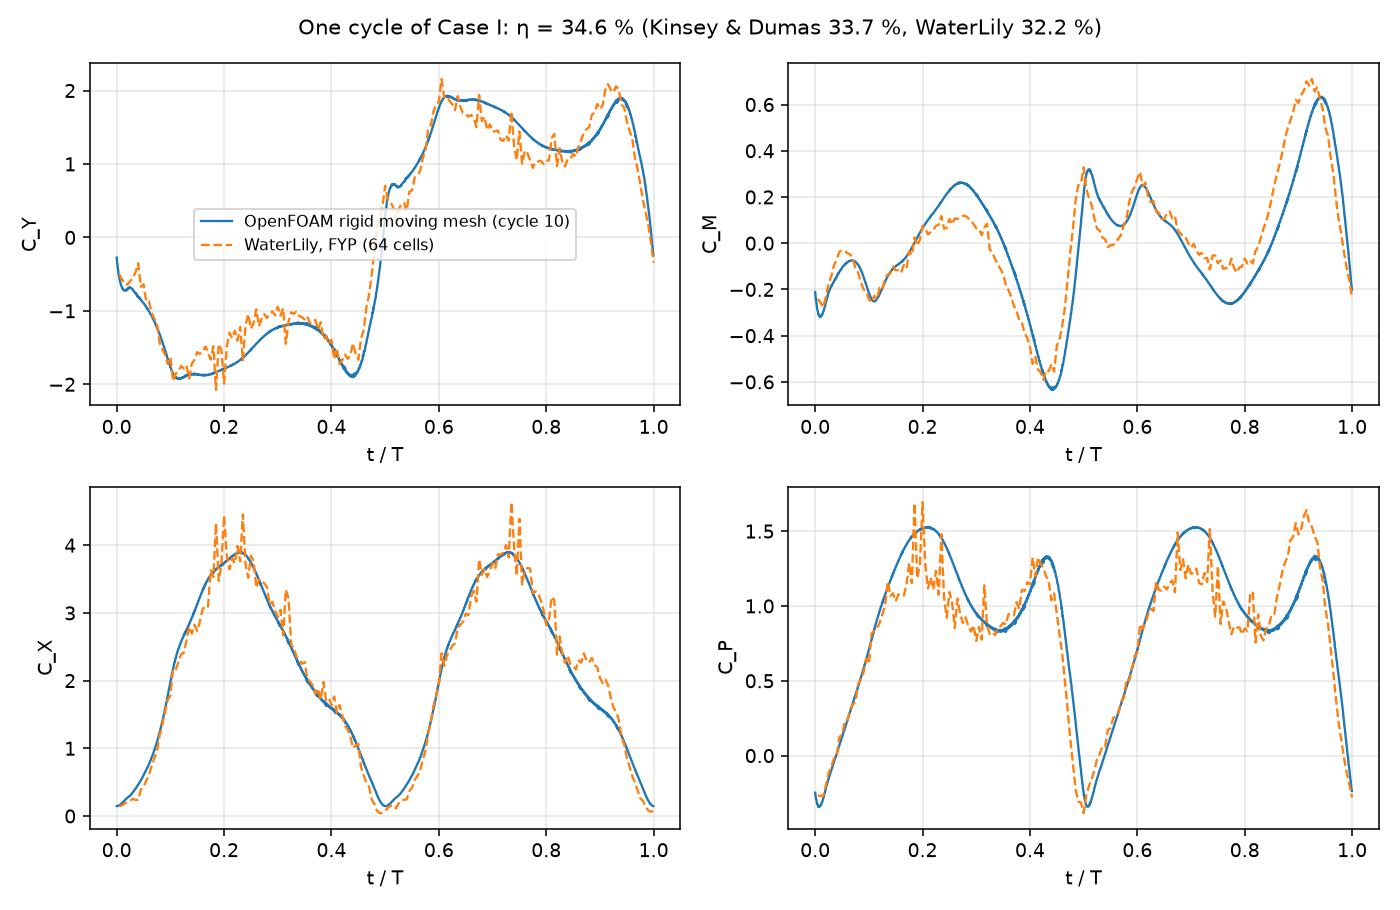 One cycle of Case I: η = 34.6 % (Kinsey & Dumas 33.7 %, WaterLily 32.2 %)
C_Y
2
1
0
−1
−2
OpenFOAM rigid moving mesh (cycle 10)
WaterLily, FYP (64 cells)
0.0 0.2 0.4 0.6 0.8 1.0
t / T
C_M
0.6
0.4
0.2
0.0
−0.2
−0.4
−0.6
0.0 0.2 0.4 0.6 0.8 1.0
t / T
C_X
4
3
2
1
0
0.0 0.2 0.4 0.6 0.8 1.0
t / T
C_P
1.5
1.0
0.5
0.0
0.0 0.2 0.4 0.6 0.8 1.0
t / T